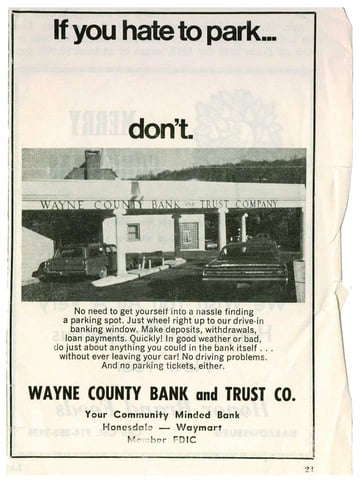 If you hate to park...
don't.
WAYNE COUNTY BANK AND TRUST COMPANY
No need to get yourself into a nassle finding
a parking spot. Just wheel right up to our drive-in
banking window. Make deposits, withdrawals,
loan payments. Quickly! In good weather or bad,
do just about anything you could in the bank itself . . .
without ever leaving your car! No driving problems.
And no parking tickets, either.
WAYNE COUNTY BANK and TRUST CO.
Your Community Minded Bank
Honesdale — Waymart
Member FDIC